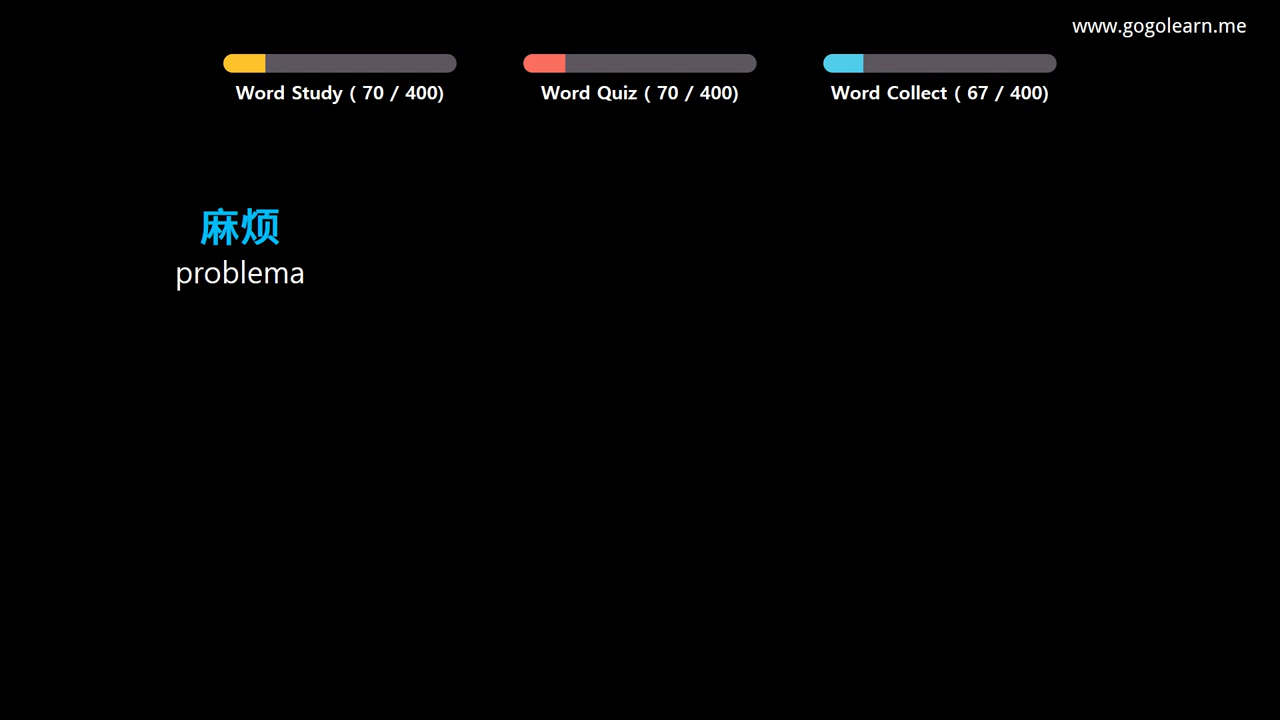 www.gogolearn.me
Word Study ( 70 / 400)
Word Quiz ( 70 / 400)
Word Collect ( 67 / 400)
麻烦
problema